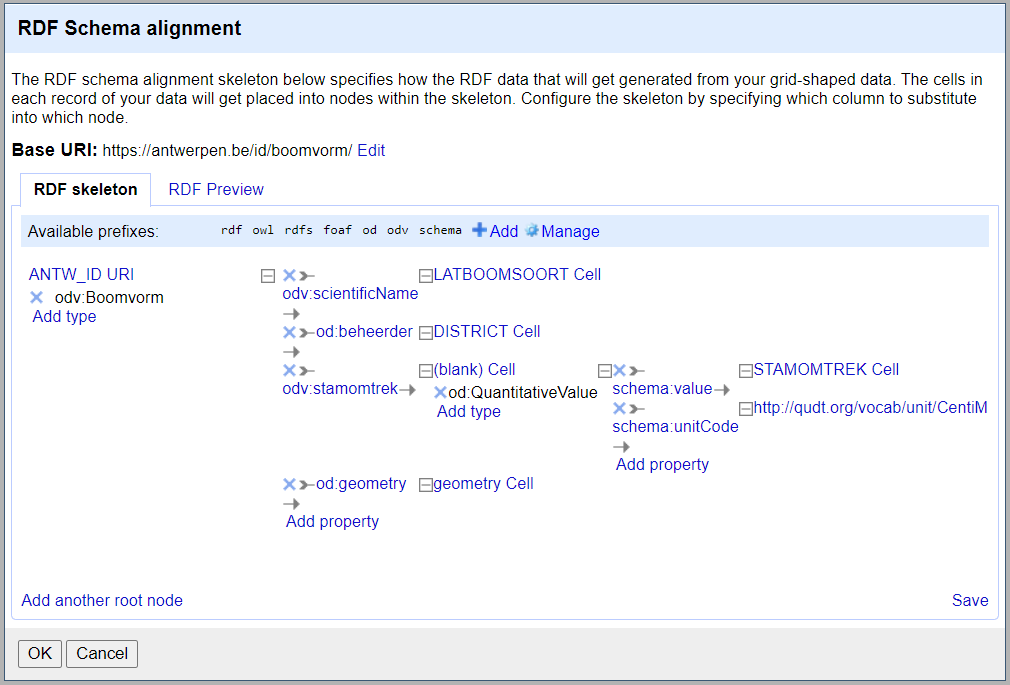 RDF Schema alignment
The RDF schema alignment skeleton below specifies how the RDF data that will get generated from your grid-shaped data. The cells in
each record of your data will get placed into nodes within the skeleton. Configure the skeleton by specifying which column to substitute
into which node.
Base URI: https://antwerpen.be/id/boomvorm/ Edit
RDF skeleton RDF Preview
Available prefixes: rdf owl rdfs foaf od odv schema Add Manage
ANTW_ID URI LATBOOMSOORT Cell
odv:Boomvorm odv:scientificName
Add type
od:beheerder DISTRICT Cell
(blank) Cell STAMOMTREK Cell
odv:stamomtrek od:QuantitativeValue schema:value
Add type http://qudt.org/vocab/unit/CentiM
schema:unitCode
Add property
od:geometry geometry Cell
Add property
Add another root node Save
OK Cancel